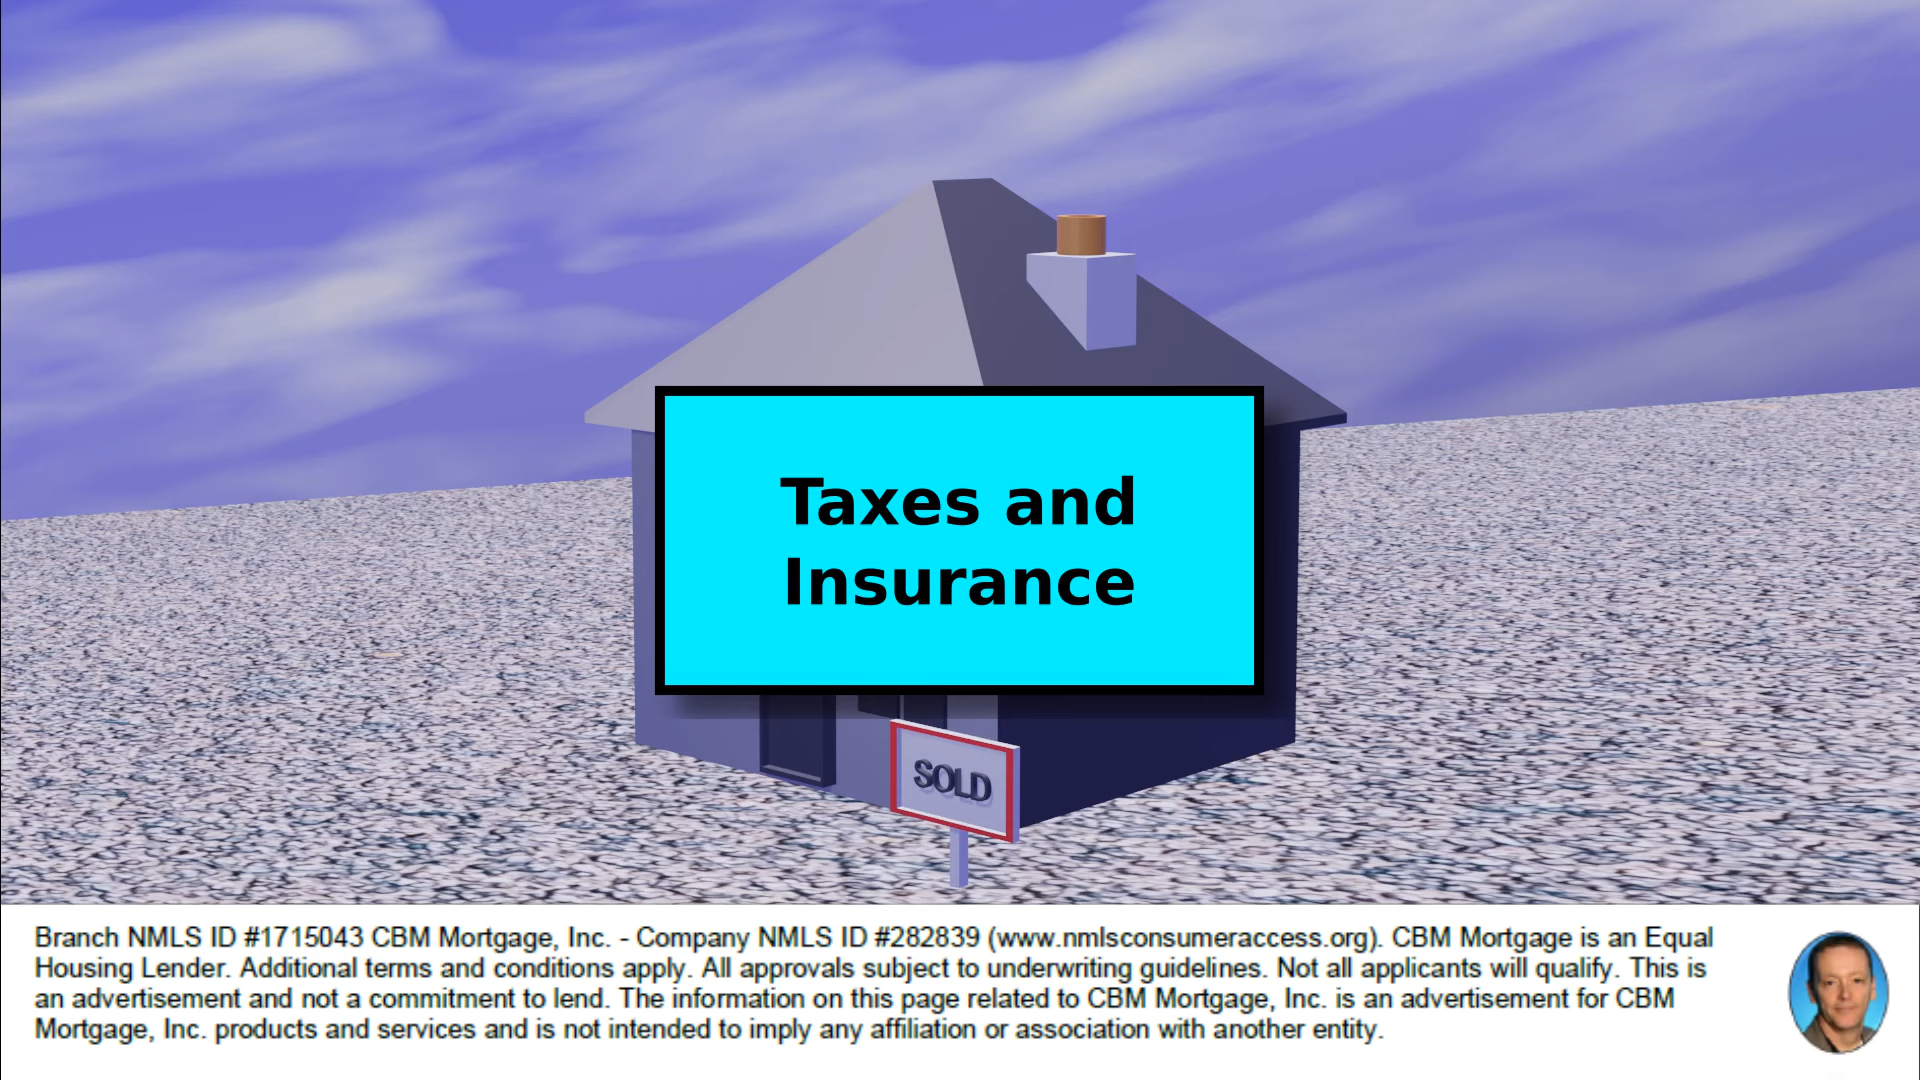 Taxes and
Insurance
SOLD
Branch NMLS ID #1715043 CBM Mortgage, Inc. - Company NMLS ID #282839 (www.nmlsconsumeraccess.org). CBM Mortgage is an Equal
Housing Lender. Additional terms and conditions apply. All approvals subject to underwriting guidelines. Not all applicants will qualify. This is
an advertisement and not a commitment to lend. The information on this page related to CBM Mortgage, Inc. is an advertisement for CBM
Mortgage, Inc. products and services and is not intended to imply any affiliation or association with another entity.